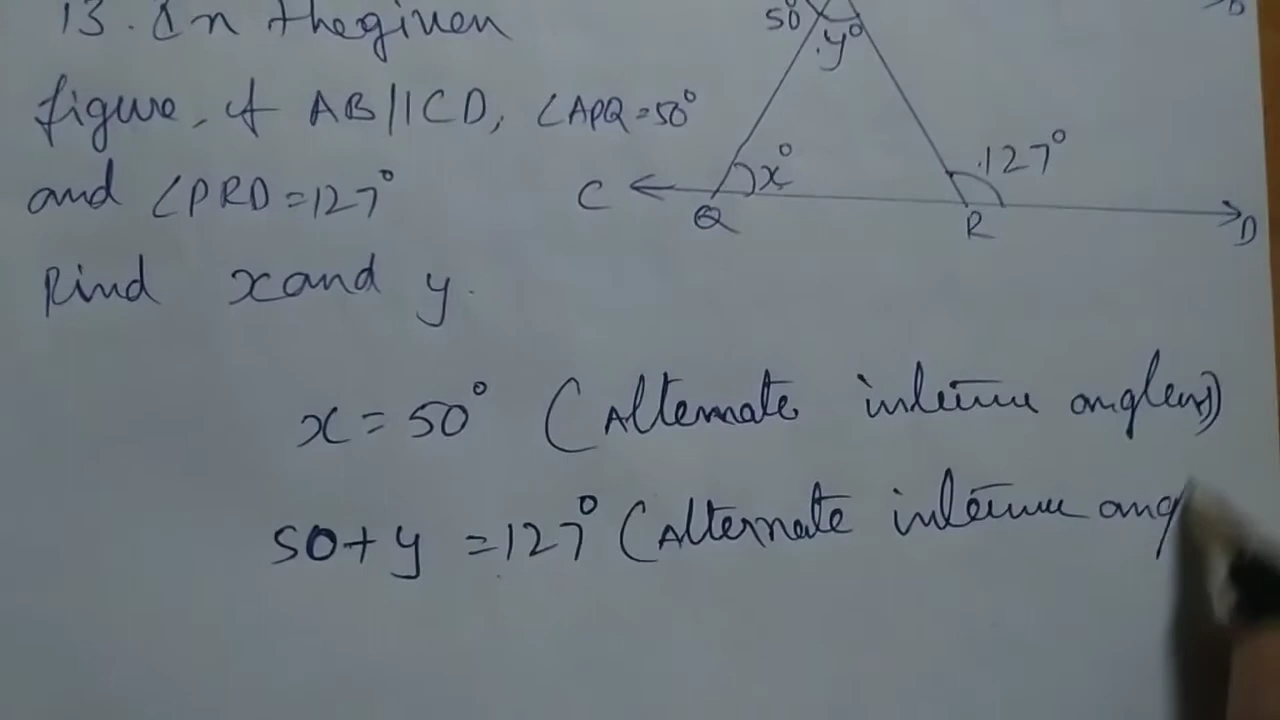 13. In the given
figure, if AB//CD, ∠APQ=50°
and ∠PRD=127°
Find x and y.
50° y°
B
x° 127°
C Q R D
x = 50° (Alternate interior angles)
50+y = 127° (Alternate interior ang